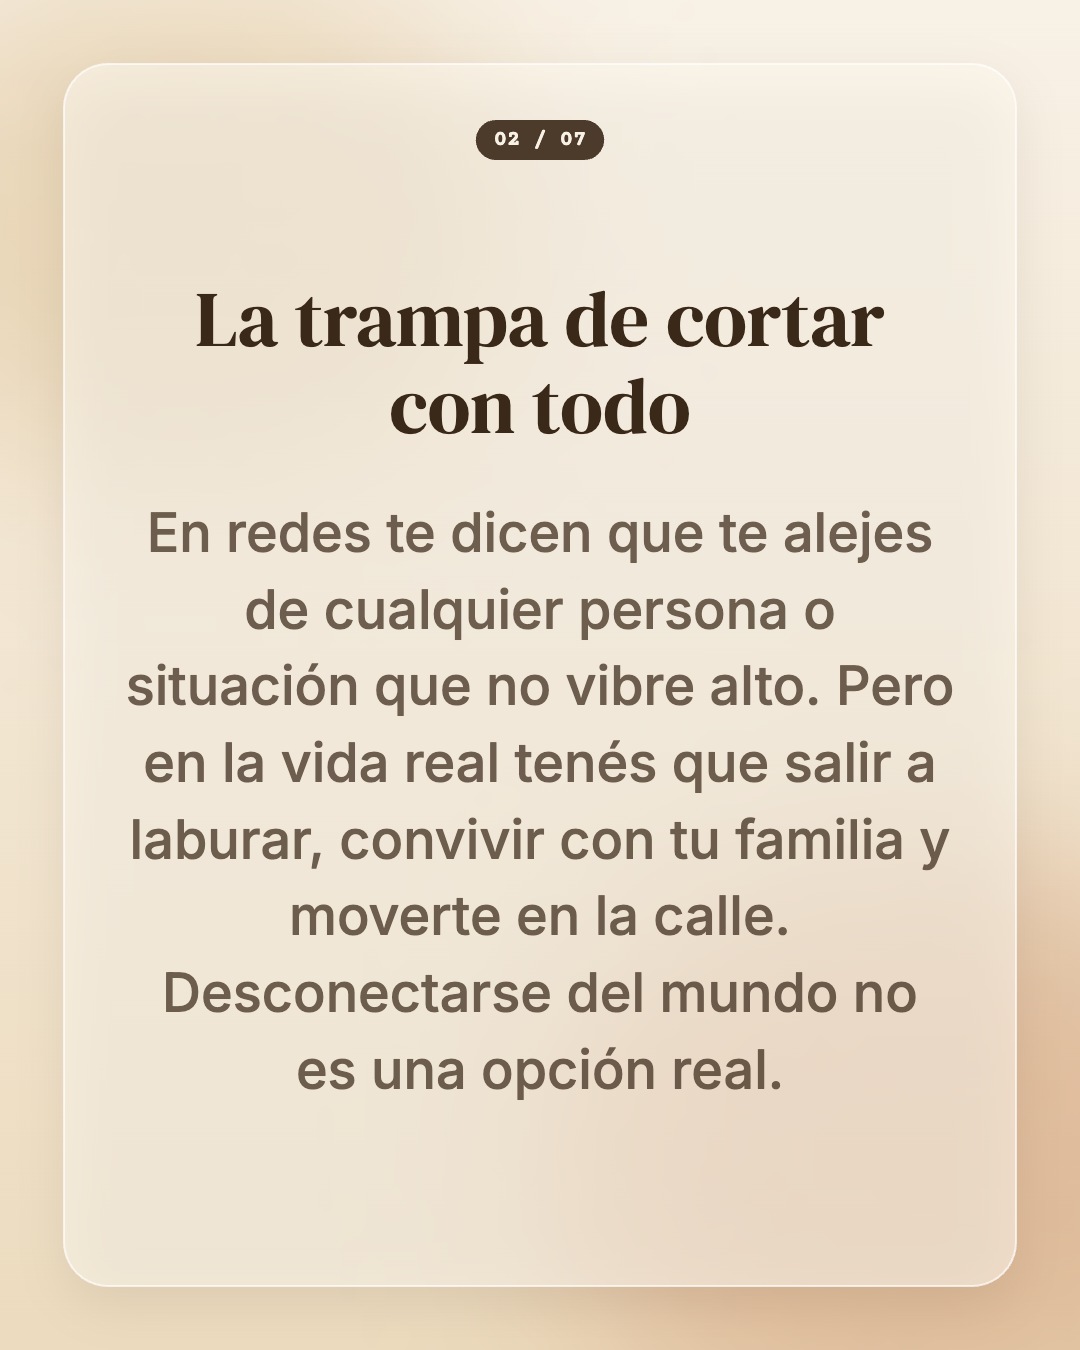 02 / 07
La trampa de cortar
con todo
En redes te dicen que te alejes
de cualquier persona o
situación que no vibre alto. Pero
en la vida real tenés que salir a
laburar, convivir con tu familia y
moverte en la calle.
Desconectarse del mundo no
es una opción real.